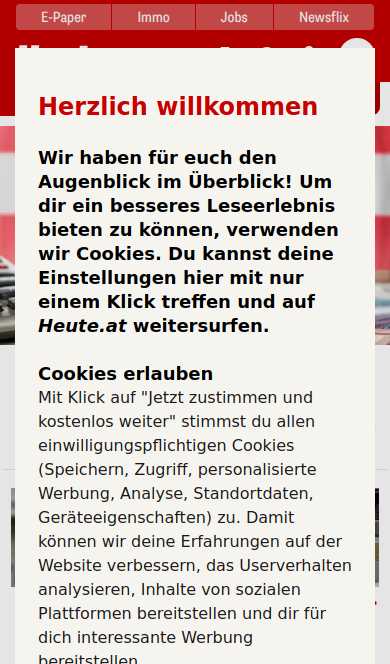 E-Paper
Immo
Jobs
Newsflix
Herzlich willkommen
Wir haben für euch den
Augenblick im Überblick! Um
dir ein besseres Leseerlebnis
bieten zu können, verwenden
wir Cookies. Du kannst deine
Einstellungen hier mit nur
einem Klick treffen und auf
Heute.at weitersurfen.
Cookies erlauben
Mit Klick auf "Jetzt zustimmen und
kostenlos weiter" stimmst du allen
einwilligungspflichtigen Cookies
(Speichern, Zugriff, personalisierte
Werbung, Analyse, Standortdaten,
Geräteeigenschaften) zu. Damit
können wir deine Erfahrungen auf der
Website verbessern, das Userverhalten
analysieren, Inhalte von sozialen
Plattformen bereitstellen und dir für
dich interessante Werbung
bereitstellen